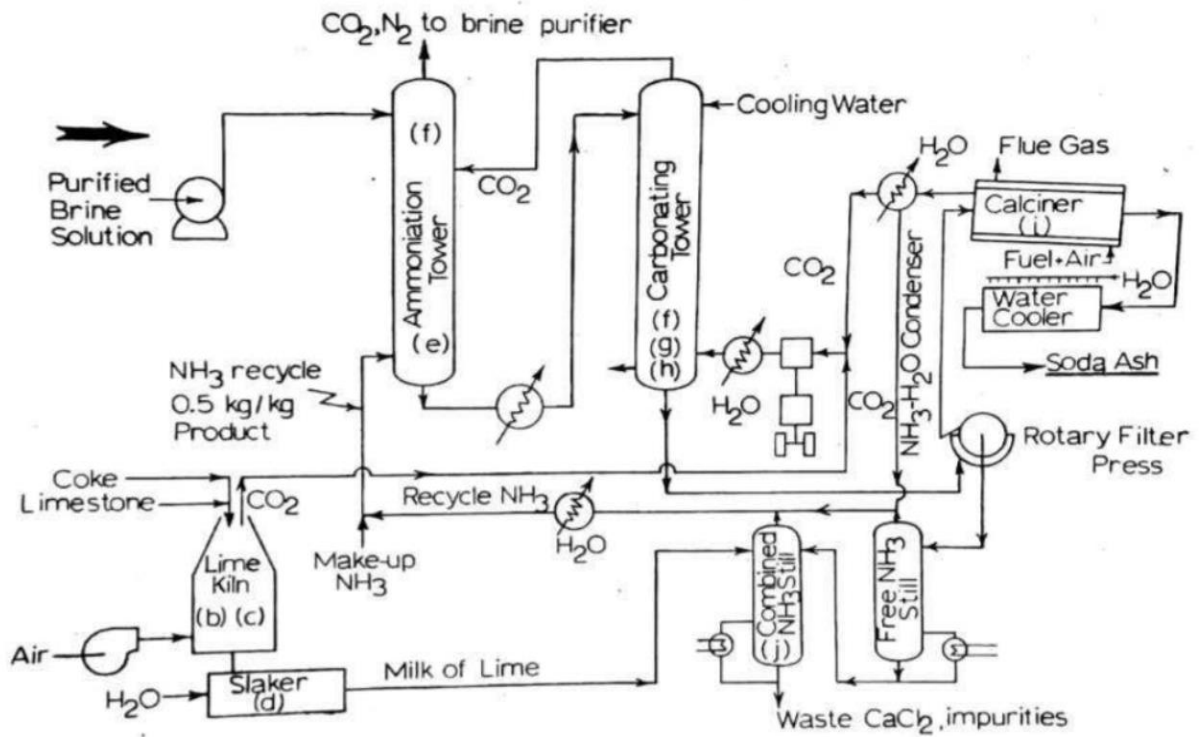 CO2,N2 to brine purifier
Cooling Water
(f)
Purified
Brine
Solution
CO2
Ammoniation
Tower
(e)
Carbonating
Tower
(f)
(g)
(h)
H2O
Flue Gas
Calciner
(i)
Fuel+Air
H2O
Water
Cooler
Soda Ash
CO2
NH3-H2O Condenser
CO2
H2O
NH3 recycle
0.5 kg/kg
Product
Rotary Filter
Press
Coke
Limestone
CO2
Recycle NH3
H2O
Make-up
NH3
Lime
Kiln
(b) (c)
Air
H2O
Slaker
(d)
Milk of Lime
Combined
NH3 Still
(j)
Free NH3
Still
Waste CaCl2, impurities